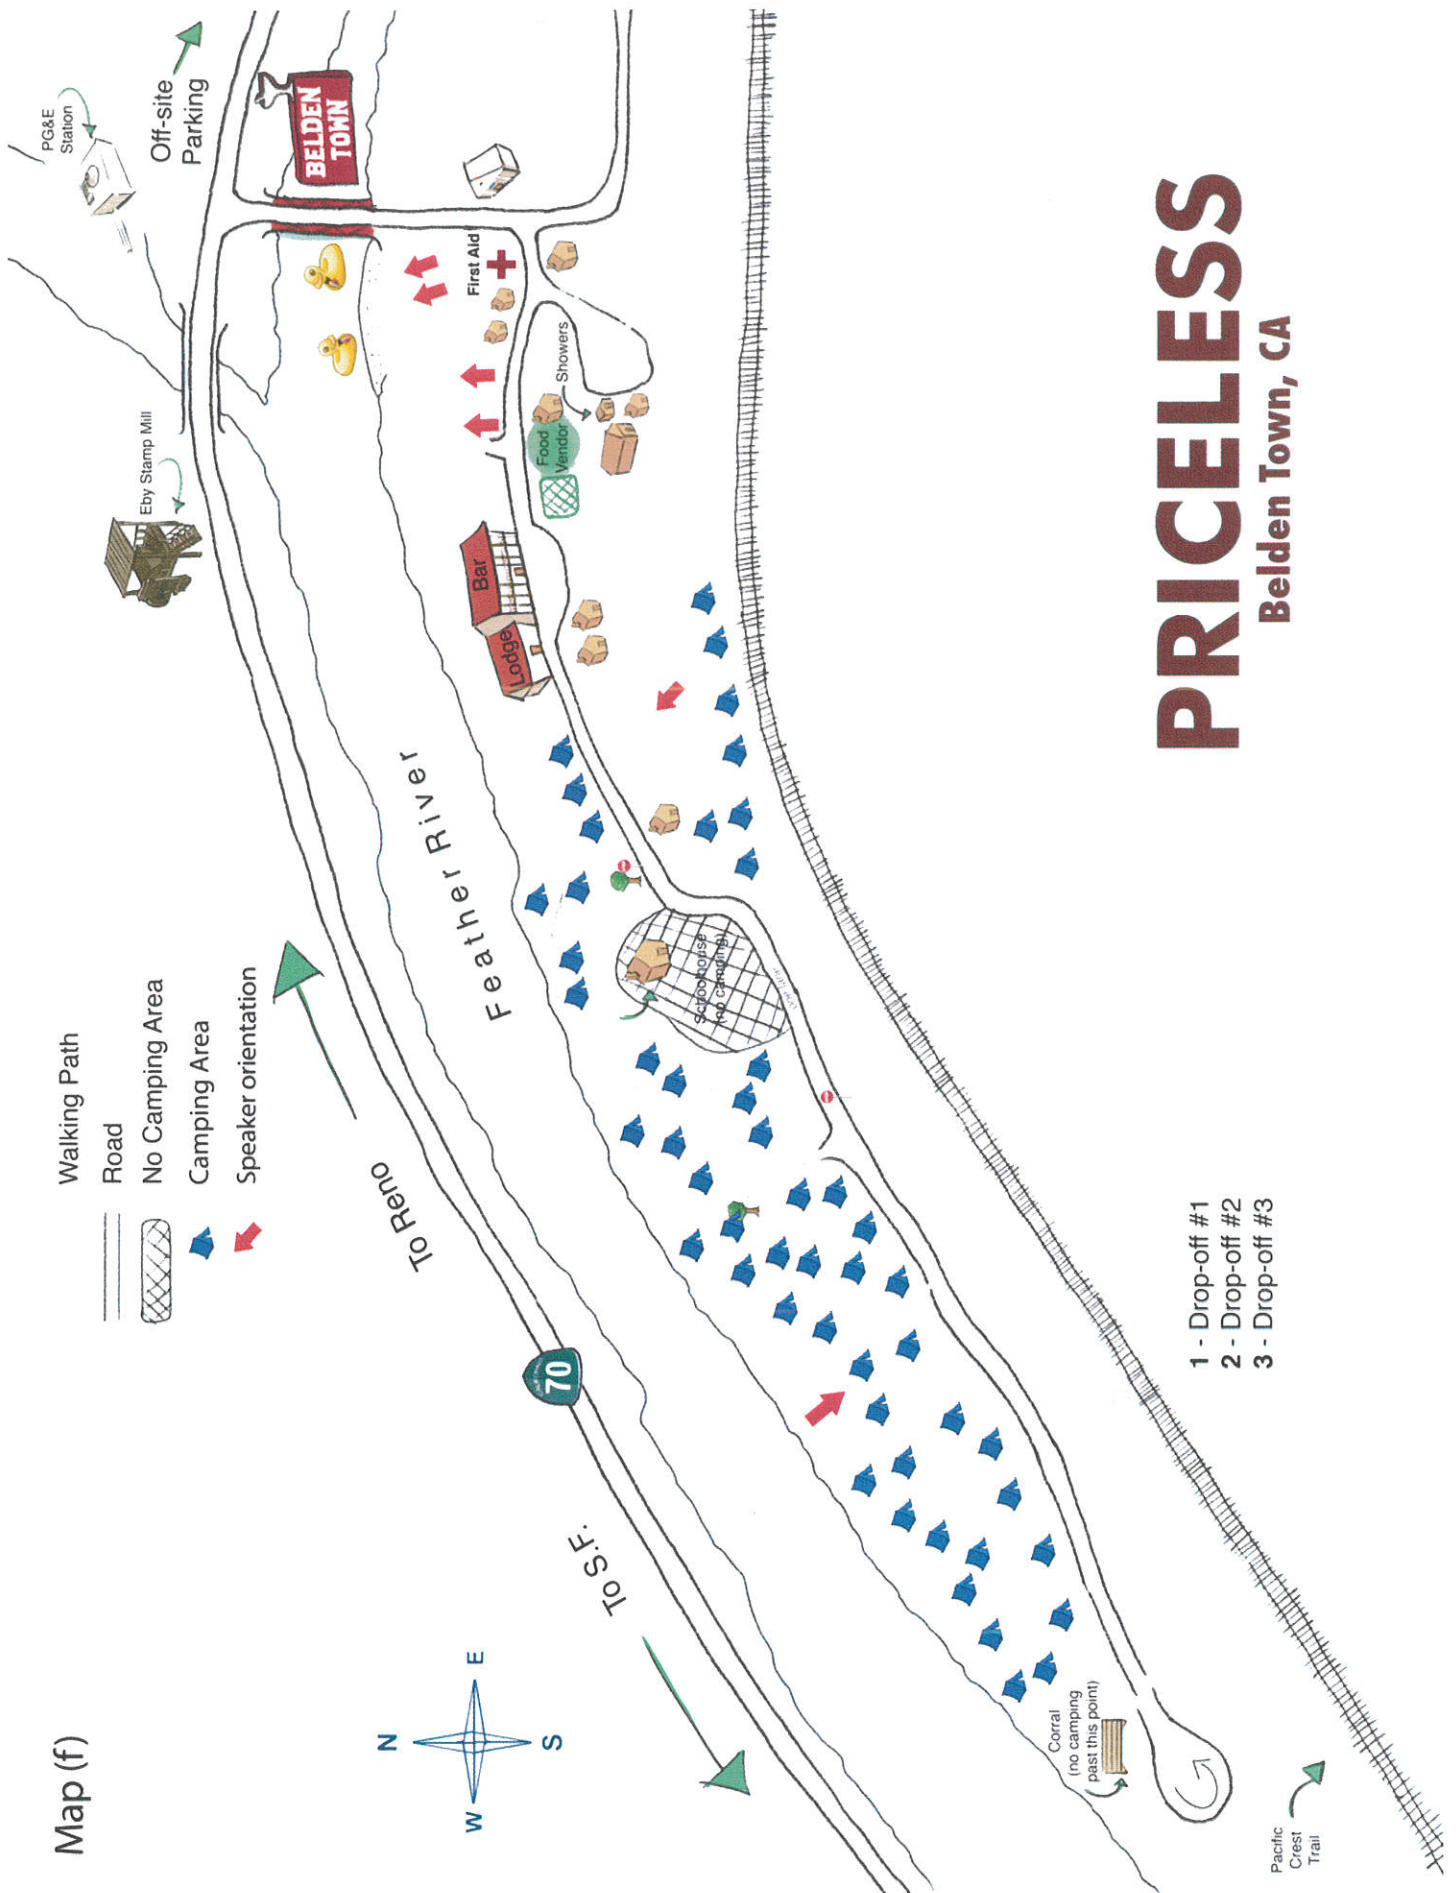 Map (f)
Walking Path
Road
No Camping Area
Camping Area
Speaker orientation
N
W
E
S
To Reno
To S.F.
70
Feather River
Eby Stamp Mill
PG&E
Station
Off-site
Parking
BELDEN
TOWN
First Aid
Showers
Food
Vendor
Bar
Lodge
Schoolhouse
(no camping)
Corral
(no camping
past this point)
Pacific
Crest
Trail
1 - Drop-off #1
2 - Drop-off #2
3 - Drop-off #3
PRICELESS
Belden Town, CA